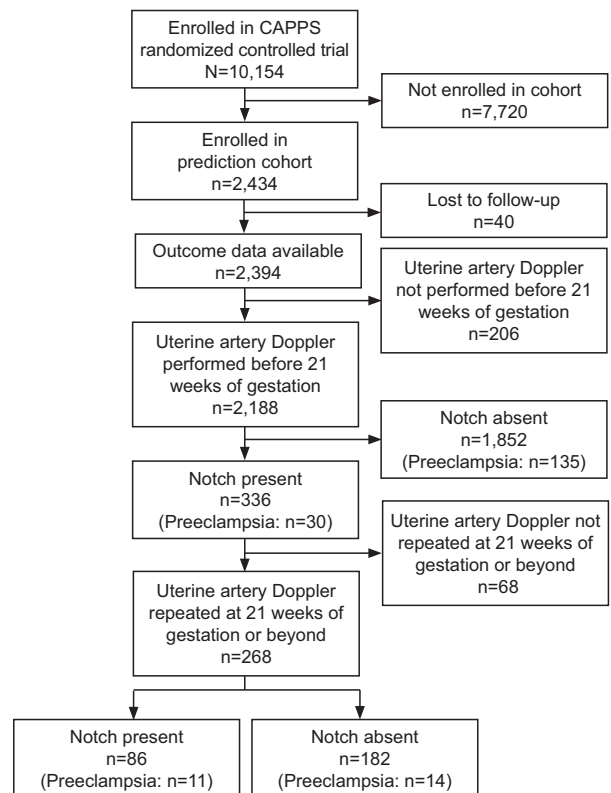 Enrolled in CAPPS
randomized controlled trial
N=10,154
Not enrolled in cohort
n=7,720
Enrolled in
prediction cohort
n=2,434
Lost to follow-up
n=40
Outcome data available
n=2,394
Uterine artery Doppler
not performed before 21
weeks of gestation
n=206
Uterine artery Doppler
performed before 21
weeks of gestation
n=2,188
Notch absent
n=1,852
(Preeclampsia: n=135)
Notch present
n=336
(Preeclampsia: n=30)
Uterine artery Doppler not
repeated at 21 weeks of
gestation or beyond
n=68
Uterine artery Doppler
repeated at 21 weeks of
gestation or beyond
n=268
Notch present
n=86
(Preeclampsia: n=11)
Notch absent
n=182
(Preeclampsia: n=14)